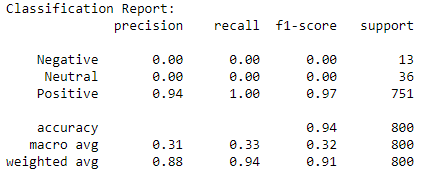 Classification Report:
precision recall f1-score support
Negative 0.00 0.00 0.00 13
Neutral 0.00 0.00 0.00 36
Positive 0.94 1.00 0.97 751
accuracy 0.94 800
macro avg 0.31 0.33 0.32 800
weighted avg 0.88 0.94 0.91 800